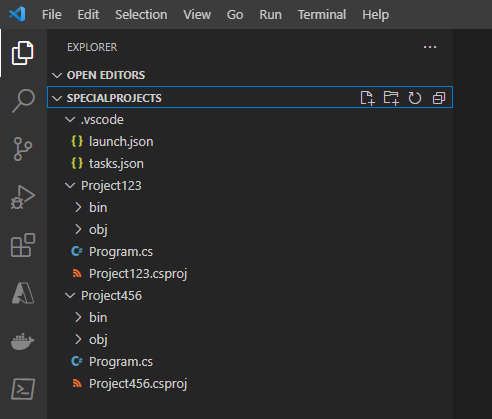 File Edit Selection View Go Run Terminal Help
EXPLORER
OPEN EDITORS
SPECIALPROJECTS
.vscode
{} launch.json
{} tasks.json
Project123
bin
obj
C# Program.cs
Project123.csproj
Project456
bin
obj
C# Program.cs
Project456.csproj